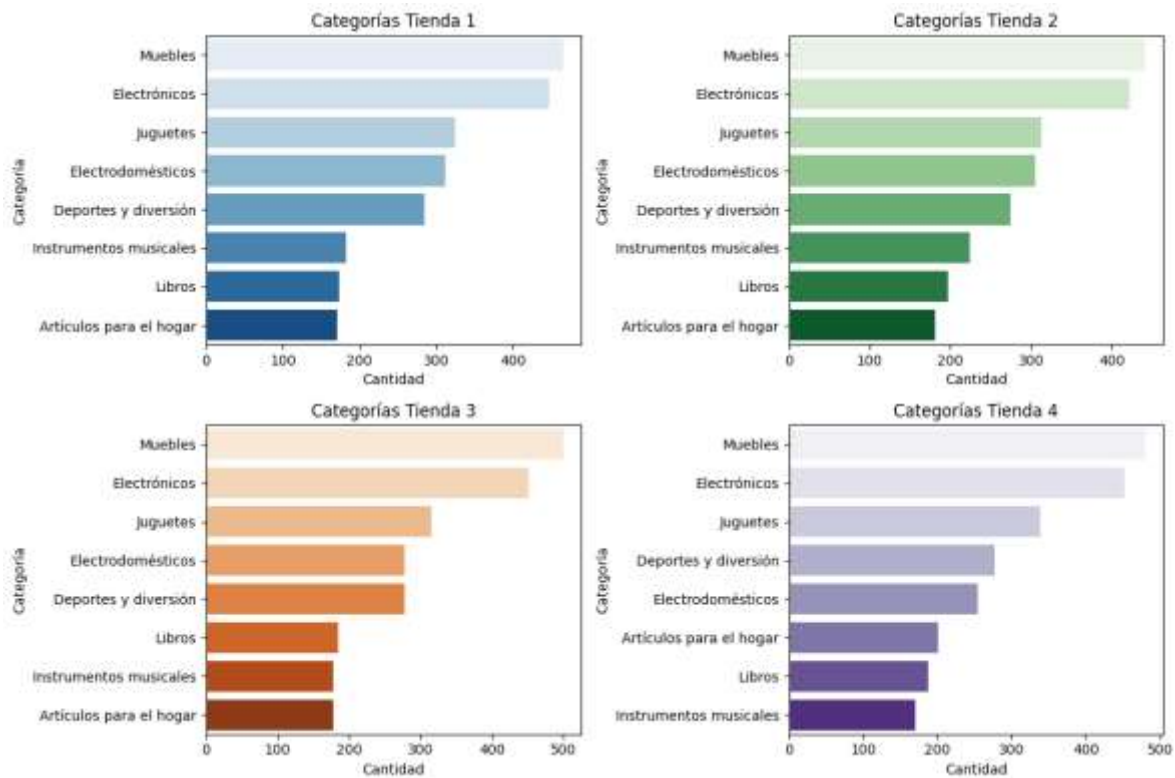 Categorías Tienda 1
Categoría
Muebles
Electrónicos
Juguetes
Electrodomésticos
Deportes y diversión
Instrumentos musicales
Libros
Artículos para el hogar
0 100 200 300 400
Cantidad
Categorías Tienda 2
Categoría
Muebles
Electrónicos
Juguetes
Electrodomésticos
Deportes y diversión
Instrumentos musicales
Libros
Artículos para el hogar
0 100 200 300 400
Cantidad
Categorías Tienda 3
Categoría
Muebles
Electrónicos
Juguetes
Electrodomésticos
Deportes y diversión
Libros
Instrumentos musicales
Artículos para el hogar
0 100 200 300 400 500
Cantidad
Categorías Tienda 4
Categoría
Muebles
Electrónicos
Juguetes
Deportes y diversión
Electrodomésticos
Artículos para el hogar
Libros
Instrumentos musicales
0 100 200 300 400 500
Cantidad